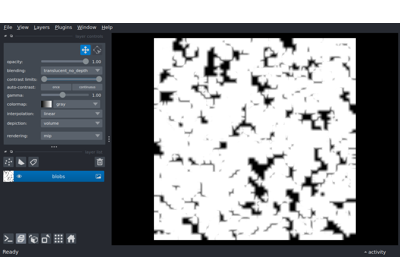 File View Layers Plugins Window Help
opacity: 1.00
blending: translucent_no_depth
contrast limits:
auto-contrast: once continuous
gamma: 1.00
colormap: gray
interpolation: linear
depiction: volume
rendering: mip
blobs
Ready activity